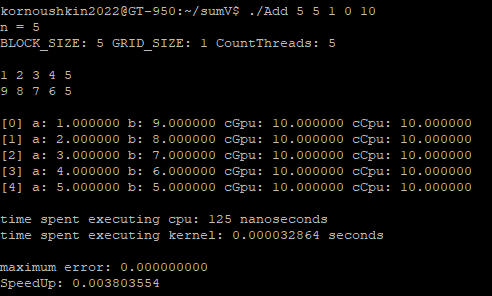 kornoushkin2022@GT-950:~/sumV$ ./Add 5 5 1 0 10
n = 5
BLOCK_SIZE: 5 GRID_SIZE: 1 CountThreads: 5
1 2 3 4 5
9 8 7 6 5
[0] a: 1.000000 b: 9.000000 cGpu: 10.000000 cCpu: 10.000000
[1] a: 2.000000 b: 8.000000 cGpu: 10.000000 cCpu: 10.000000
[2] a: 3.000000 b: 7.000000 cGpu: 10.000000 cCpu: 10.000000
[3] a: 4.000000 b: 6.000000 cGpu: 10.000000 cCpu: 10.000000
[4] a: 5.000000 b: 5.000000 cGpu: 10.000000 cCpu: 10.000000
time spent executing cpu: 125 nanoseconds
time spent executing kernel: 0.000032864 seconds
maximum error: 0.000000000
SpeedUp: 0.003803554